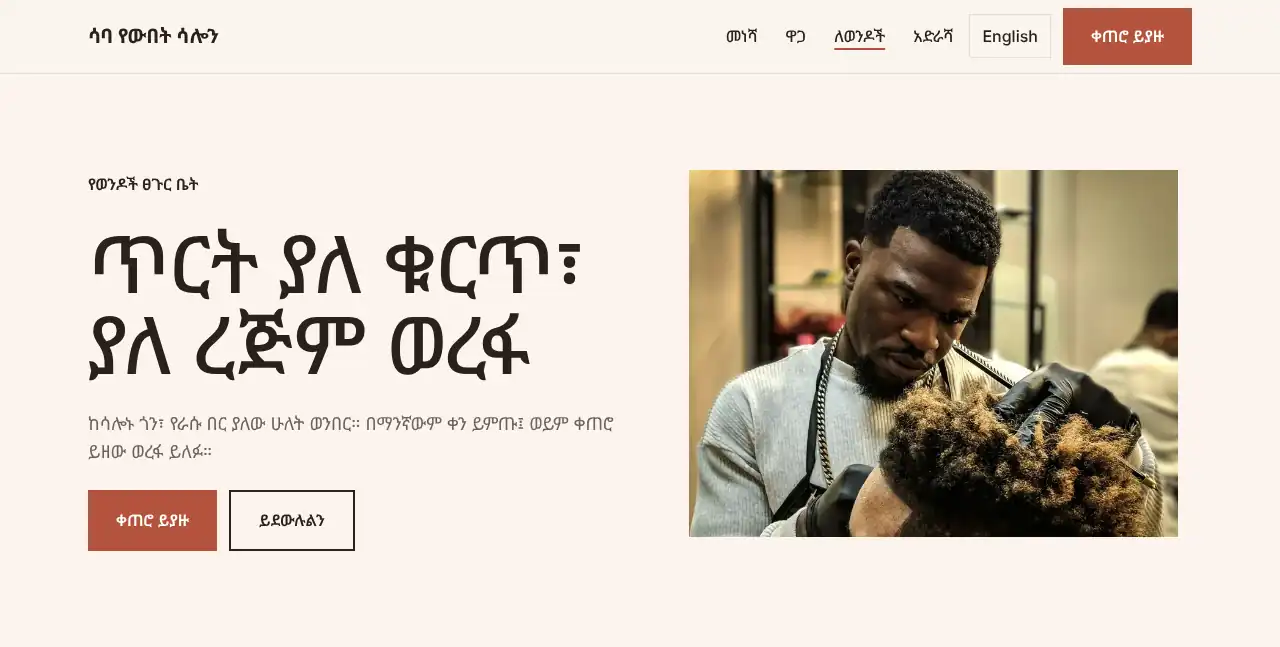 ሳባ የውበት ሳሎን
መነሻ
ዋጋ
ለወንዶች
አድራሻ
English
ቀጠሮ ይያዙ
የወንዶች ፀጉር ቤት
ጥርት ያለ ቁርጥ፣
ያለ ረጅም ወረፋ
ከሳሎኑ ጎን፣ የራሱ በር ያለው ሁለት ወንበር። በማንኛውም ቀን ይምጡ፤ ወይም ቀጠሮ
ይዘው ወረፋ ይለፉ።
ቀጠሮ ይያዙ
ይደውሉልን